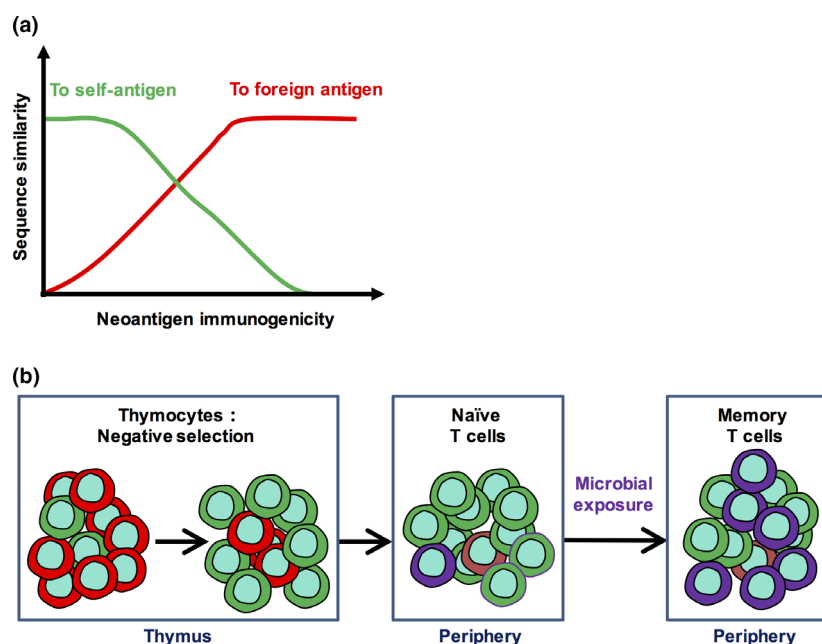 (a)
To self-antigen
To foreign antigen
Sequence similarity
Neoantigen immunogenicity
(b)
Thymocytes :
Negative selection
Naïve
T cells
Microbial
exposure
Memory
T cells
Thymus
Periphery
Periphery